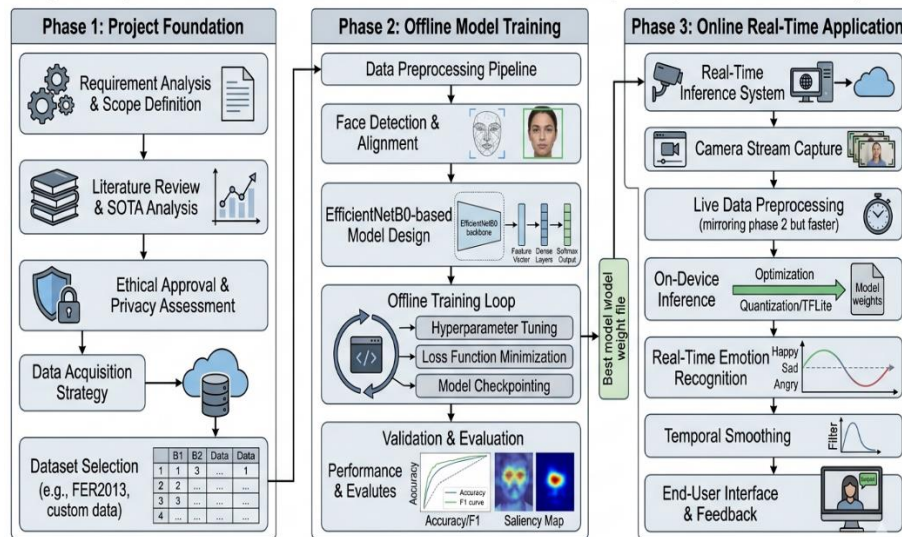 Phase 1: Project Foundation
Requirement Analysis
& Scope Definition
Literature Review
& SOTA Analysis
Ethical Approval &
Privacy Assessment
Data Acquisition
Strategy
Dataset Selection
(e.g., FER2013,
custom data)
B1 B2 Data Data
1 1 3 ... 1
2 2 ... ... ...
3 3 ... ... ...
4 ... ... ... ...
Phase 2: Offline Model Training
Data Preprocessing Pipeline
Face Detection &
Alignment
EfficientNetB0-based
Model Design
EfficientNetB0
backbone
Feature
Vecter
Dense
Layers
Softmax
Output
Offline Training Loop
</>
Hyperparameter Tuning
Loss Function Minimization
Model Checkpointing
Validation & Evaluation
Performance
& Evalutes
Accuracy
F1 curve
Accuracy/F1
Saliency Map
Best model
weight file
Phase 3: Online Real-Time Application
Real-Time
Inference System
Camera Stream Capture
Live Data Preprocessing
(mirroring phase 2 but faster)
On-Device
Inference
Optimization
Quantization/TFLite
Model
weights
Real-Time Emotion
Recognition
Happy
Sad
Angry
Temporal Smoothing
Filter
End-User Interface
& Feedback